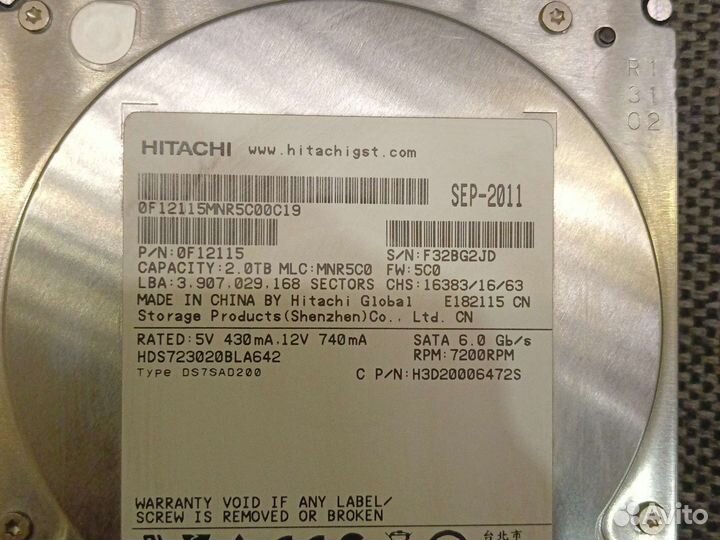 R1
31
02
HITACHI www.hitachigst.com
SEP-2011
0F12115MNR5C00C19
P/N:0F12115 S/N:F32BG2JD
CAPACITY:2.0TB MLC:MNR5C0 FW:5C0
LBA:3.907.029.168 SECTORS CHS:16383/16/63
MADE IN CHINA BY Hitachi Global E182115 CN
Storage Products(Shenzhen)Co., Ltd. CN
RATED:5V 430mA.12V 740mA SATA 6.0 Gb/s
HDS723020BLA642 RPM:7200RPM
Type DS7SAD200 C P/N:H3D20006472S
WARRANTY VOID IF ANY LABEL/
SCREW IS REMOVED OR BROKEN
台北市
Avito